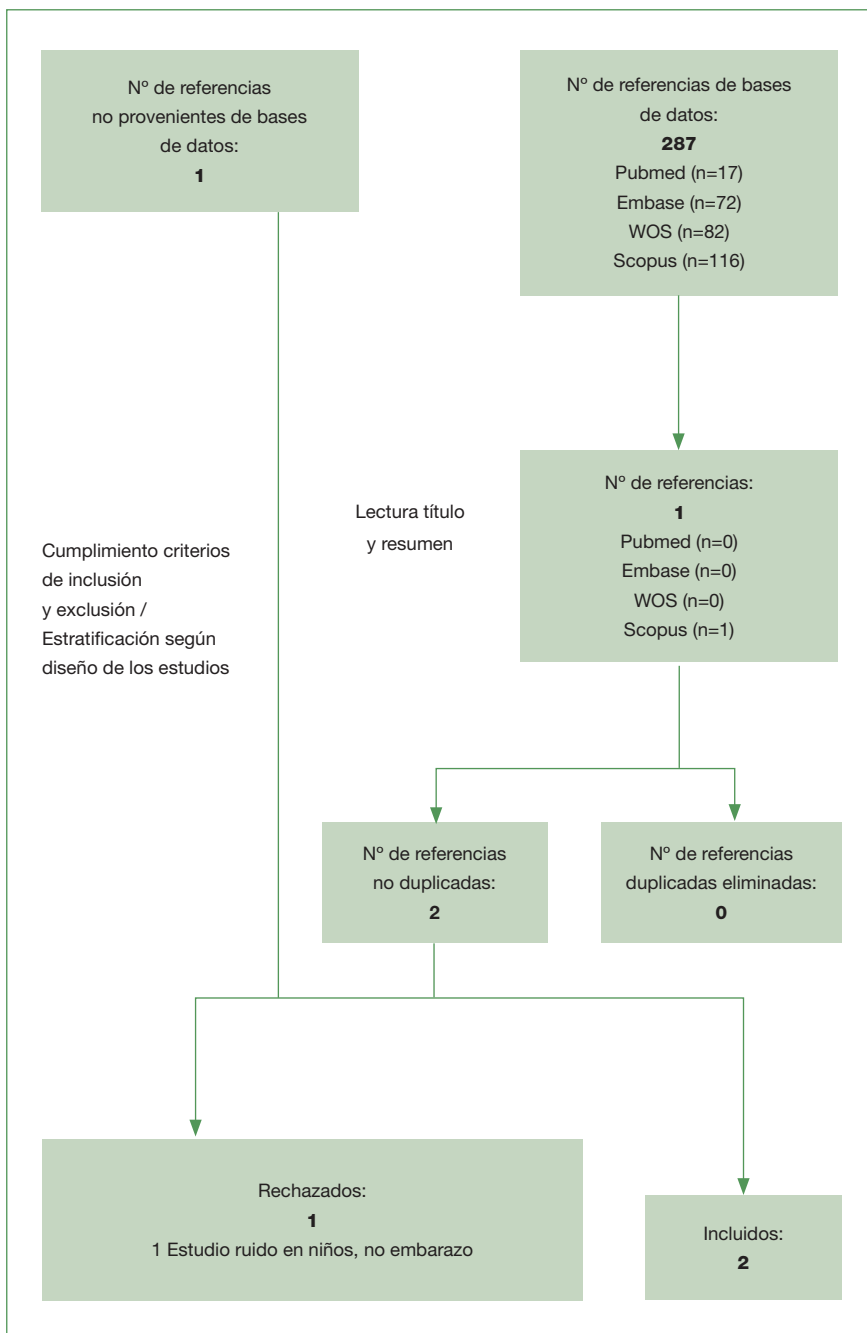 Nº de referencias
no provenientes de bases
de datos:
1
Nº de referencias de bases
de datos:
287
Pubmed (n=17)
Embase (n=72)
WOS (n=82)
Scopus (n=116)
Cumplimiento criterios
de inclusión
y exclusión /
Estratificación según
diseño de los estudios
Lectura título
y resumen
Nº de referencias:
1
Pubmed (n=0)
Embase (n=0)
WOS (n=0)
Scopus (n=1)
Nº de referencias
no duplicadas:
2
Nº de referencias
duplicadas eliminadas:
0
Rechazados:
1
1 Estudio ruido en niños, no embarazo
Incluidos:
2